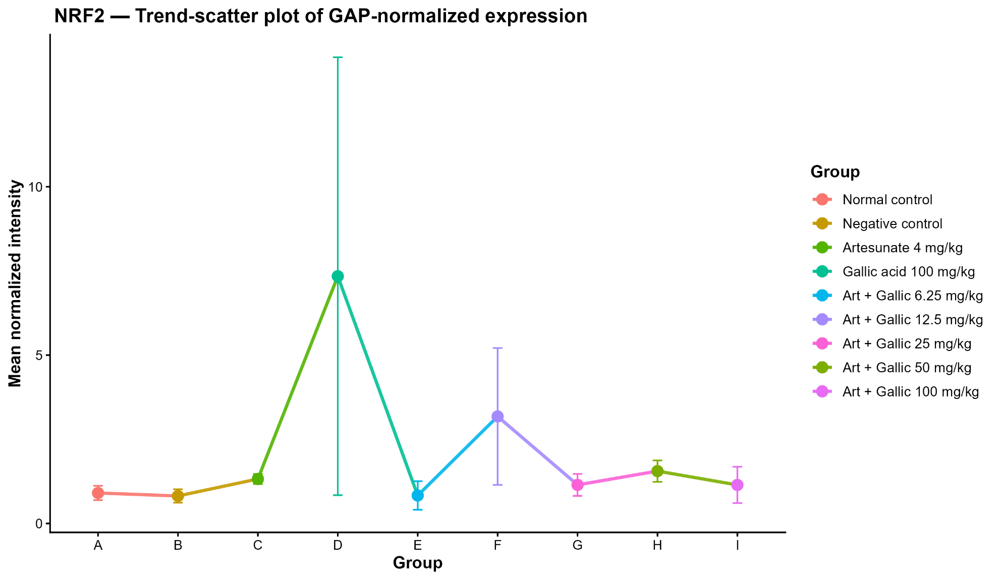 NRF2 — Trend-scatter plot of GAP-normalized expression
Mean normalized intensity
10
5
0
A B C D E F G H I
Group
Group
Normal control
Negative control
Artesunate 4 mg/kg
Gallic acid 100 mg/kg
Art + Gallic 6.25 mg/kg
Art + Gallic 12.5 mg/kg
Art + Gallic 25 mg/kg
Art + Gallic 50 mg/kg
Art + Gallic 100 mg/kg